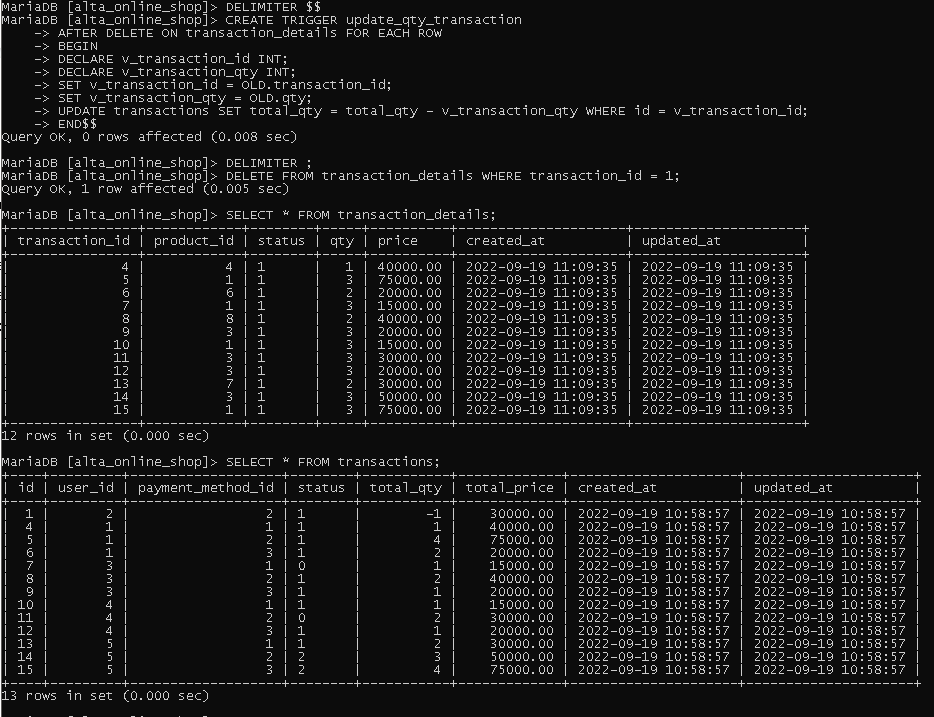 MariaDB [alta_online_shop]> DELIMITER $$
MariaDB [alta_online_shop]> CREATE TRIGGER update_qty_transaction
    -> AFTER DELETE ON transaction_details FOR EACH ROW
    -> BEGIN
    -> DECLARE v_transaction_id INT;
    -> DECLARE v_transaction_qty INT;
    -> SET v_transaction_id = OLD.transaction_id;
    -> SET v_transaction_qty = OLD.qty;
    -> UPDATE transactions SET total_qty = total_qty - v_transaction_qty WHERE id = v_transaction_id;
    -> END$$
Query OK, 0 rows affected (0.008 sec)
MariaDB [alta_online_shop]> DELIMITER ;
MariaDB [alta_online_shop]> DELETE FROM transaction_details WHERE transaction_id = 1;
Query OK, 1 row affected (0.005 sec)
MariaDB [alta_online_shop]> SELECT * FROM transaction_details;
| transaction_id | product_id | status | qty | price | created_at | updated_at |
| 4 | 4 | 1 | 1 | 40000.00 | 2022-09-19 11:09:35 | 2022-09-19 11:09:35 |
| 5 | 1 | 1 | 3 | 75000.00 | 2022-09-19 11:09:35 | 2022-09-19 11:09:35 |
| 6 | 6 | 1 | 2 | 20000.00 | 2022-09-19 11:09:35 | 2022-09-19 11:09:35 |
| 7 | 1 | 1 | 3 | 15000.00 | 2022-09-19 11:09:35 | 2022-09-19 11:09:35 |
| 8 | 8 | 1 | 2 | 40000.00 | 2022-09-19 11:09:35 | 2022-09-19 11:09:35 |
| 9 | 3 | 1 | 3 | 20000.00 | 2022-09-19 11:09:35 | 2022-09-19 11:09:35 |
| 10 | 1 | 1 | 3 | 15000.00 | 2022-09-19 11:09:35 | 2022-09-19 11:09:35 |
| 11 | 3 | 1 | 3 | 30000.00 | 2022-09-19 11:09:35 | 2022-09-19 11:09:35 |
| 12 | 3 | 1 | 3 | 20000.00 | 2022-09-19 11:09:35 | 2022-09-19 11:09:35 |
| 13 | 7 | 1 | 2 | 30000.00 | 2022-09-19 11:09:35 | 2022-09-19 11:09:35 |
| 14 | 3 | 1 | 3 | 50000.00 | 2022-09-19 11:09:35 | 2022-09-19 11:09:35 |
| 15 | 1 | 1 | 3 | 75000.00 | 2022-09-19 11:09:35 | 2022-09-19 11:09:35 |
12 rows in set (0.000 sec)
MariaDB [alta_online_shop]> SELECT * FROM transactions;
| id | user_id | payment_method_id | status | total_qty | total_price | created_at | updated_at |
| 1 | 2 | 2 | 1 | -1 | 30000.00 | 2022-09-19 10:58:57 | 2022-09-19 10:58:57 |
| 4 | 1 | 1 | 1 | 1 | 40000.00 | 2022-09-19 10:58:57 | 2022-09-19 10:58:57 |
| 5 | 1 | 2 | 1 | 4 | 75000.00 | 2022-09-19 10:58:57 | 2022-09-19 10:58:57 |
| 6 | 1 | 3 | 1 | 2 | 20000.00 | 2022-09-19 10:58:57 | 2022-09-19 10:58:57 |
| 7 | 3 | 1 | 0 | 1 | 15000.00 | 2022-09-19 10:58:57 | 2022-09-19 10:58:57 |
| 8 | 3 | 2 | 1 | 2 | 40000.00 | 2022-09-19 10:58:57 | 2022-09-19 10:58:57 |
| 9 | 3 | 3 | 1 | 1 | 20000.00 | 2022-09-19 10:58:57 | 2022-09-19 10:58:57 |
| 10 | 4 | 1 | 1 | 1 | 15000.00 | 2022-09-19 10:58:57 | 2022-09-19 10:58:57 |
| 11 | 4 | 2 | 0 | 2 | 30000.00 | 2022-09-19 10:58:57 | 2022-09-19 10:58:57 |
| 12 | 4 | 3 | 1 | 1 | 20000.00 | 2022-09-19 10:58:57 | 2022-09-19 10:58:57 |
| 13 | 5 | 1 | 1 | 2 | 30000.00 | 2022-09-19 10:58:57 | 2022-09-19 10:58:57 |
| 14 | 5 | 2 | 2 | 3 | 50000.00 | 2022-09-19 10:58:57 | 2022-09-19 10:58:57 |
| 15 | 5 | 3 | 2 | 4 | 75000.00 | 2022-09-19 10:58:57 | 2022-09-19 10:58:57 |
13 rows in set (0.000 sec)